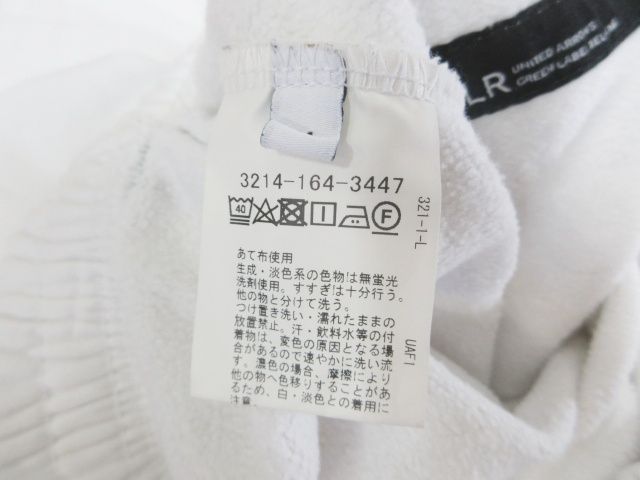 LR
UNITED ARROWS
GREEN LABEL RELAX
3214-164-3447
40
F
321-1-L
あて布使用
生成・淡色系の色物は無蛍光
洗剤使用。すすぎは十分行う。
他の物と分けて洗う。
つけ置き洗い・濡れたままの
放置禁止。汗・飲料水等の付
着物は、変色の原因となる場
合があるので速やかに洗い流
す。濃色の場合、摩擦により
他の物へ色移りすることがあ
るため、白・淡色との着用に
注意。
UAF1